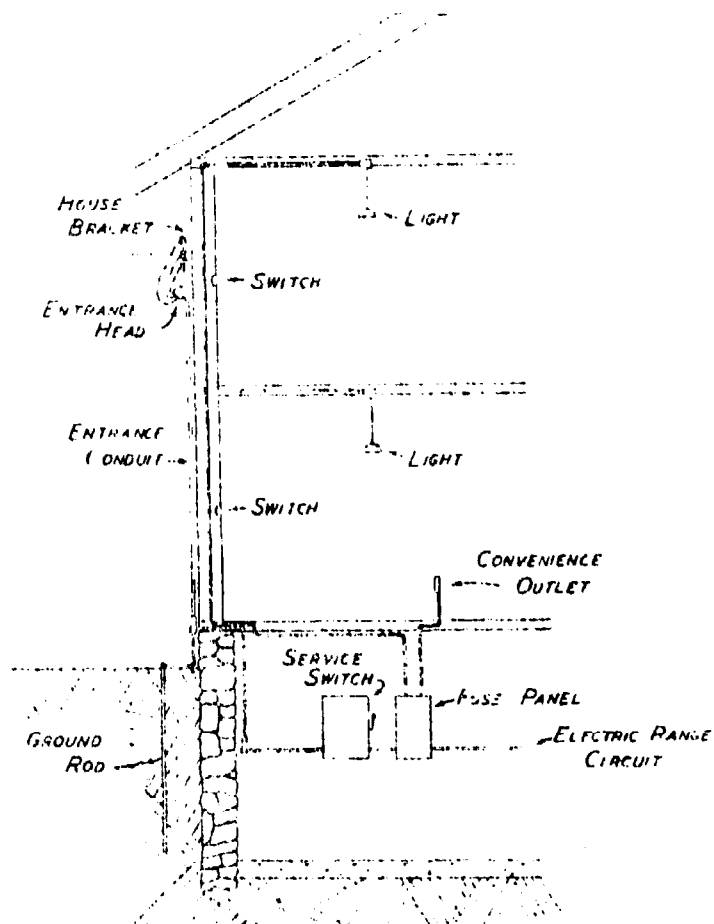 HOUSE
BRACKET
LIGHT
SWITCH
ENTRANCE
HEAD
ENTRANCE
CONDUIT
LIGHT
SWITCH
CONVENIENCE
OUTLET
SERVICE
SWITCH
FUSE PANEL
GROUND
ROD
ELECTRIC RANGE
CIRCUIT